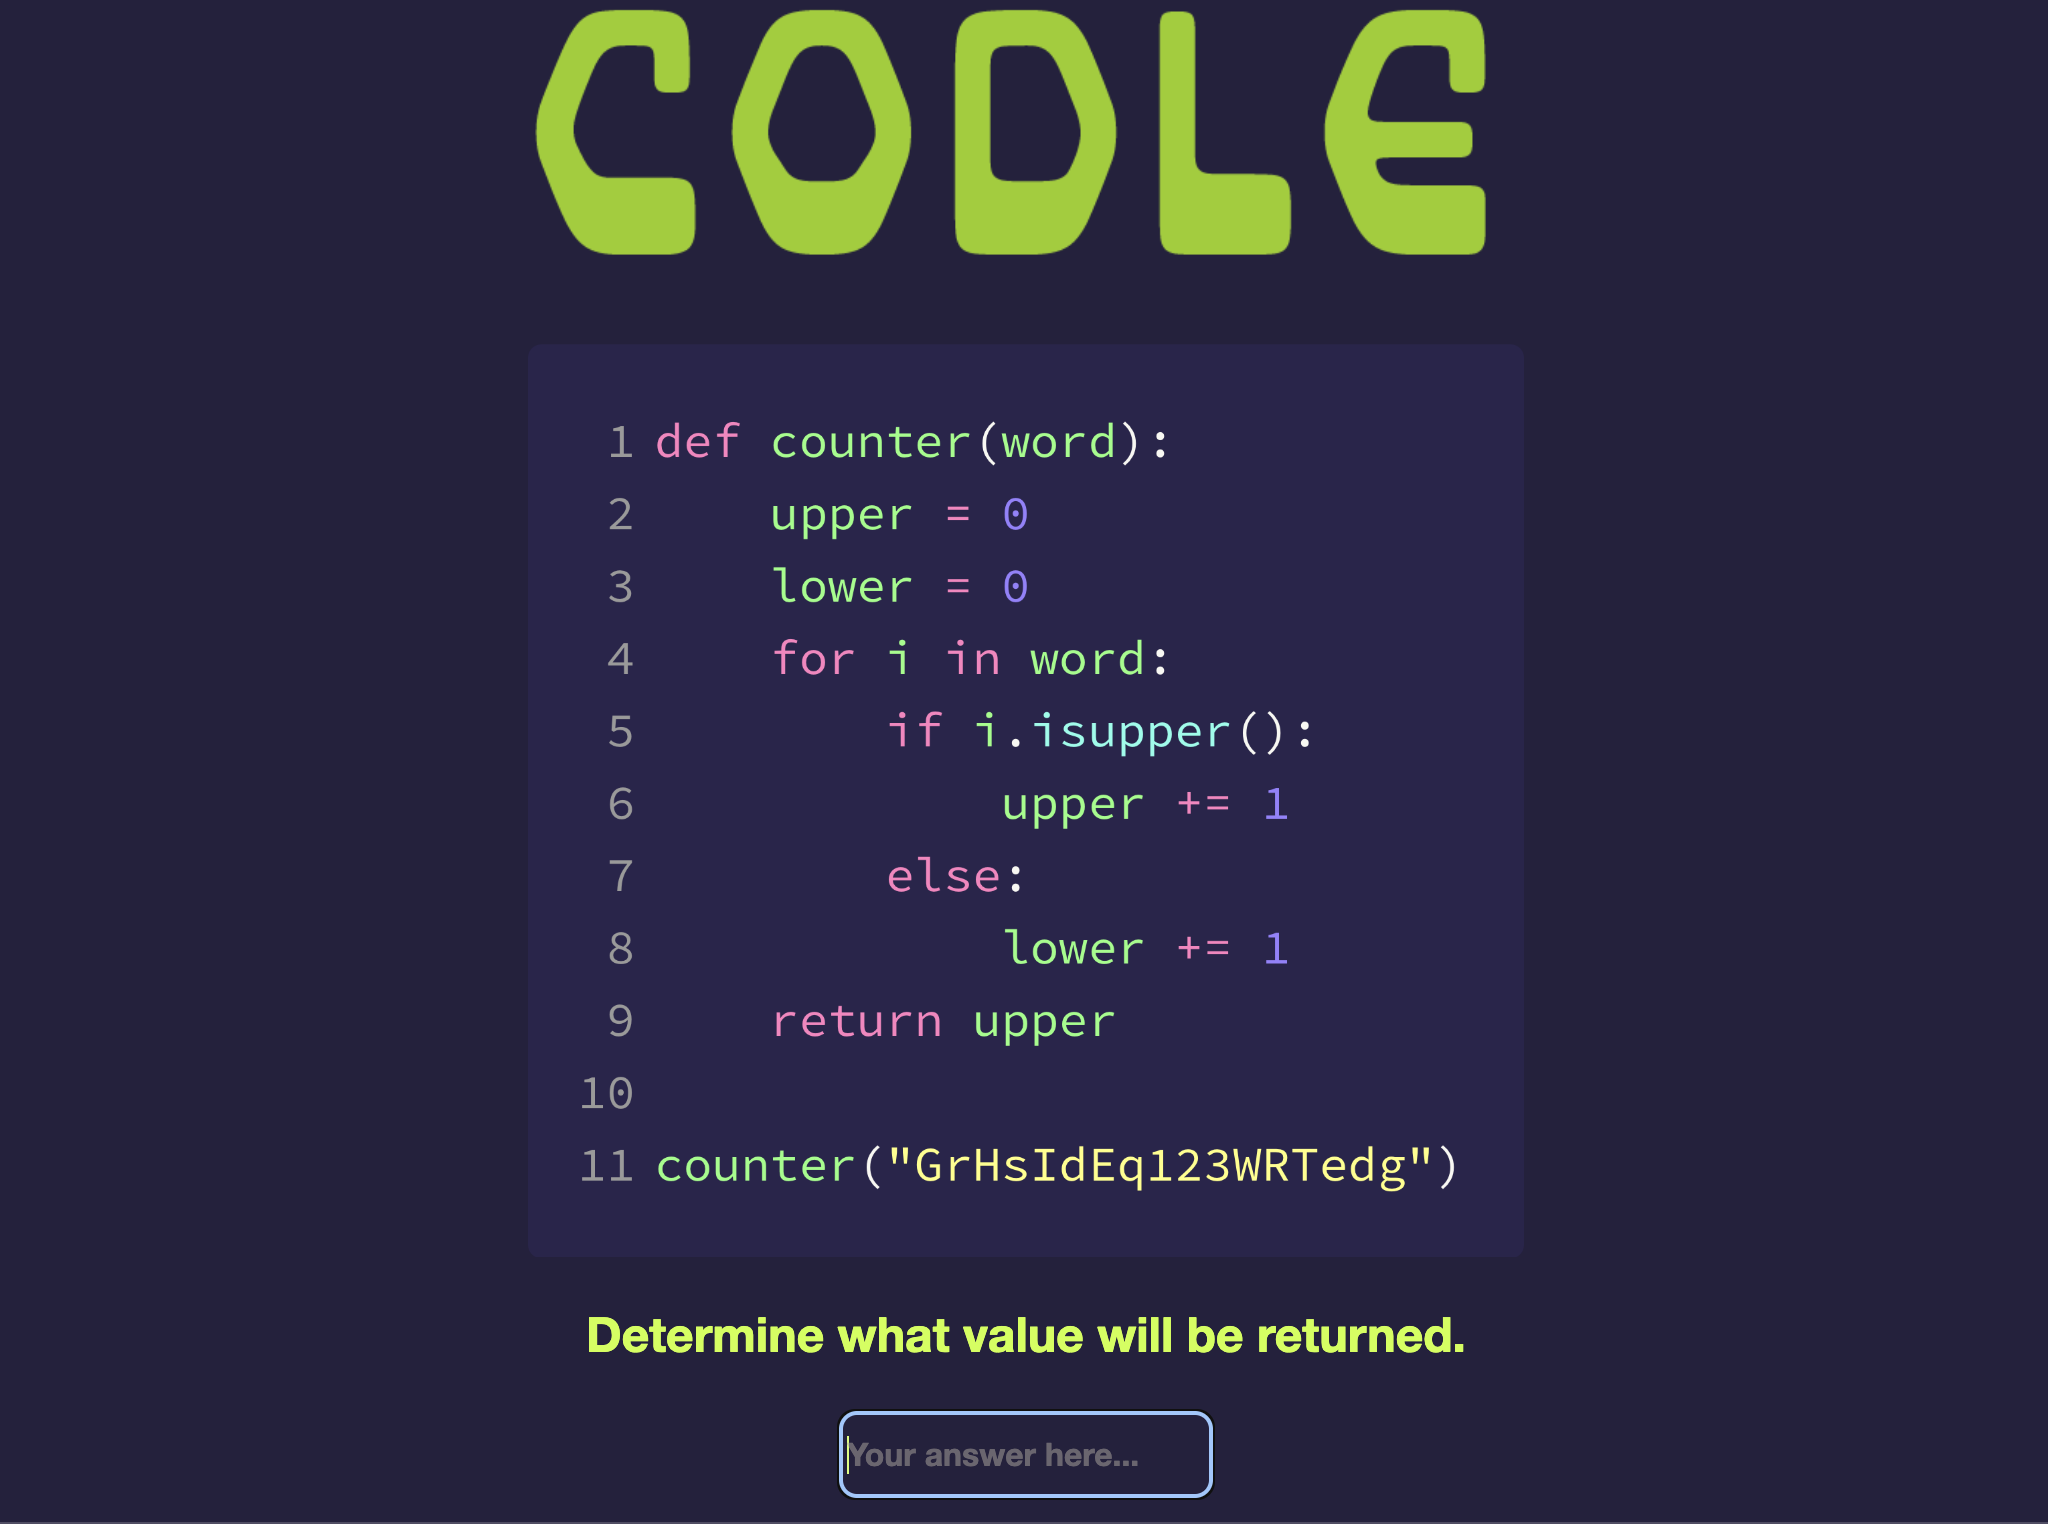 CODLE
1 def counter(word):
2     upper = 0
3     lower = 0
4     for i in word:
5         if i.isupper():
6             upper += 1
7         else:
8             lower += 1
9     return upper
10
11 counter("GrHsIdEq123WRTedg")
Determine what value will be returned.
Your answer here...